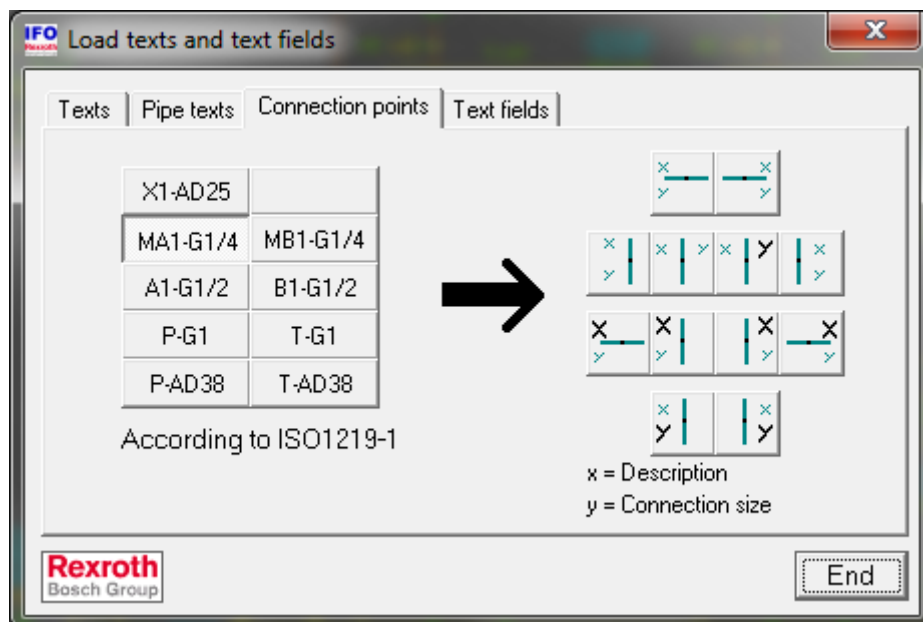 IFO
Rexroth
Load texts and text fields
x
Texts
Pipe texts
Connection points
Text fields
X1-AD25
MA1-G1/4
MB1-G1/4
A1-G1/2
B1-G1/2
P-G1
T-G1
P-AD38
T-AD38
According to ISO1219-1
x x
y y
x x y x y x
y y
x x x x
y y y y
x x
y y
x = Description
y = Connection size
Rexroth
Bosch Group
End